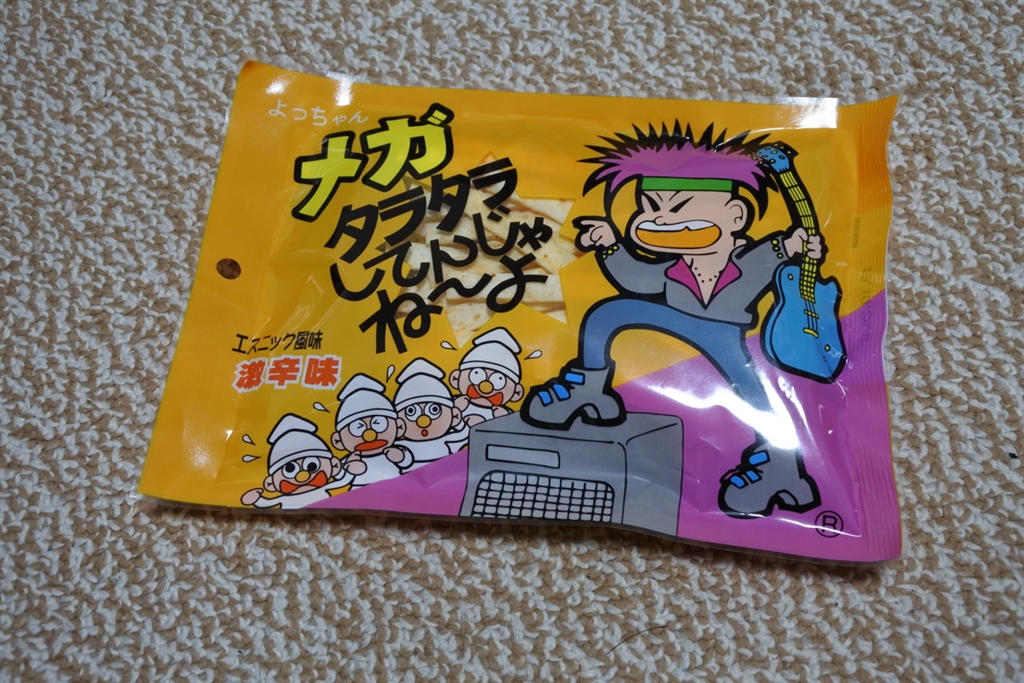 よっちゃん
メガ
タラタラ
してんじゃ
ね～よ
エスニック風味
激辛味
Ⓡ